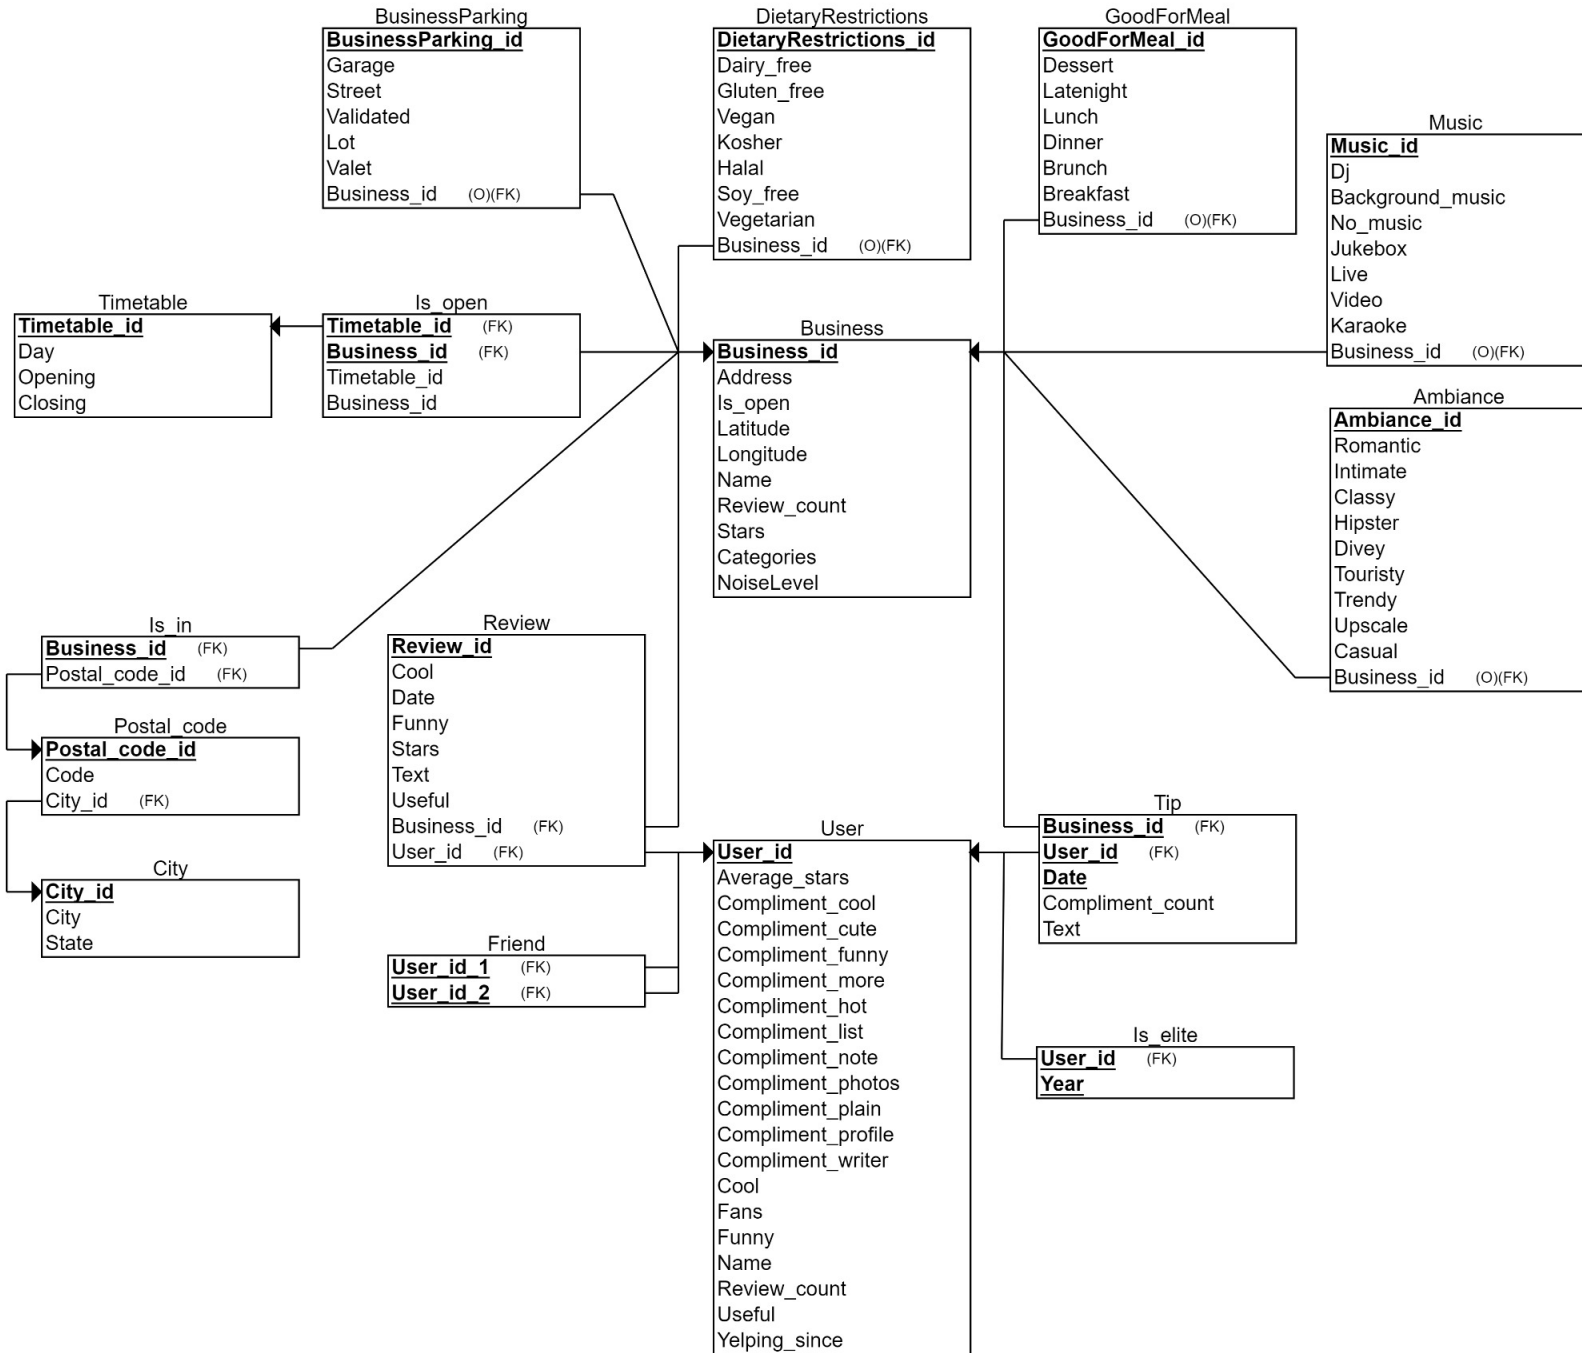 BusinessParking
BusinessParking_id
Garage
Street
Validated
Lot
Valet
Business_id (O)(FK)
DietaryRestrictions
DietaryRestrictions_id
Dairy_free
Gluten_free
Vegan
Kosher
Halal
Soy_free
Vegetarian
Business_id (O)(FK)
GoodForMeal
GoodForMeal_id
Dessert
Latenight
Lunch
Dinner
Brunch
Breakfast
Business_id (O)(FK)
Music
Music_id
Dj
Background_music
No_music
Jukebox
Live
Video
Karaoke
Business_id (O)(FK)
Timetable
Timetable_id
Day
Opening
Closing
Is_open
Timetable_id (FK)
Business_id (FK)
Timetable_id
Business_id
Business
Business_id
Address
Is_open
Latitude
Longitude
Name
Review_count
Stars
Categories
NoiseLevel
Ambiance
Ambiance_id
Romantic
Intimate
Classy
Hipster
Divey
Touristy
Trendy
Upscale
Casual
Business_id (O)(FK)
Is_in
Business_id (FK)
Postal_code_id (FK)
Postal_code
Postal_code_id
Code
City_id (FK)
City
City_id
City
State
Review
Review_id
Cool
Date
Funny
Stars
Text
Useful
Business_id (FK)
User_id (FK)
Friend
User_id_1 (FK)
User_id_2 (FK)
User
User_id
Average_stars
Compliment_cool
Compliment_cute
Compliment_funny
Compliment_more
Compliment_hot
Compliment_list
Compliment_note
Compliment_photos
Compliment_plain
Compliment_profile
Compliment_writer
Cool
Fans
Funny
Name
Review_count
Useful
Yelping_since
Tip
Business_id (FK)
User_id (FK)
Date
Compliment_count
Text
Is_elite
User_id (FK)
Year